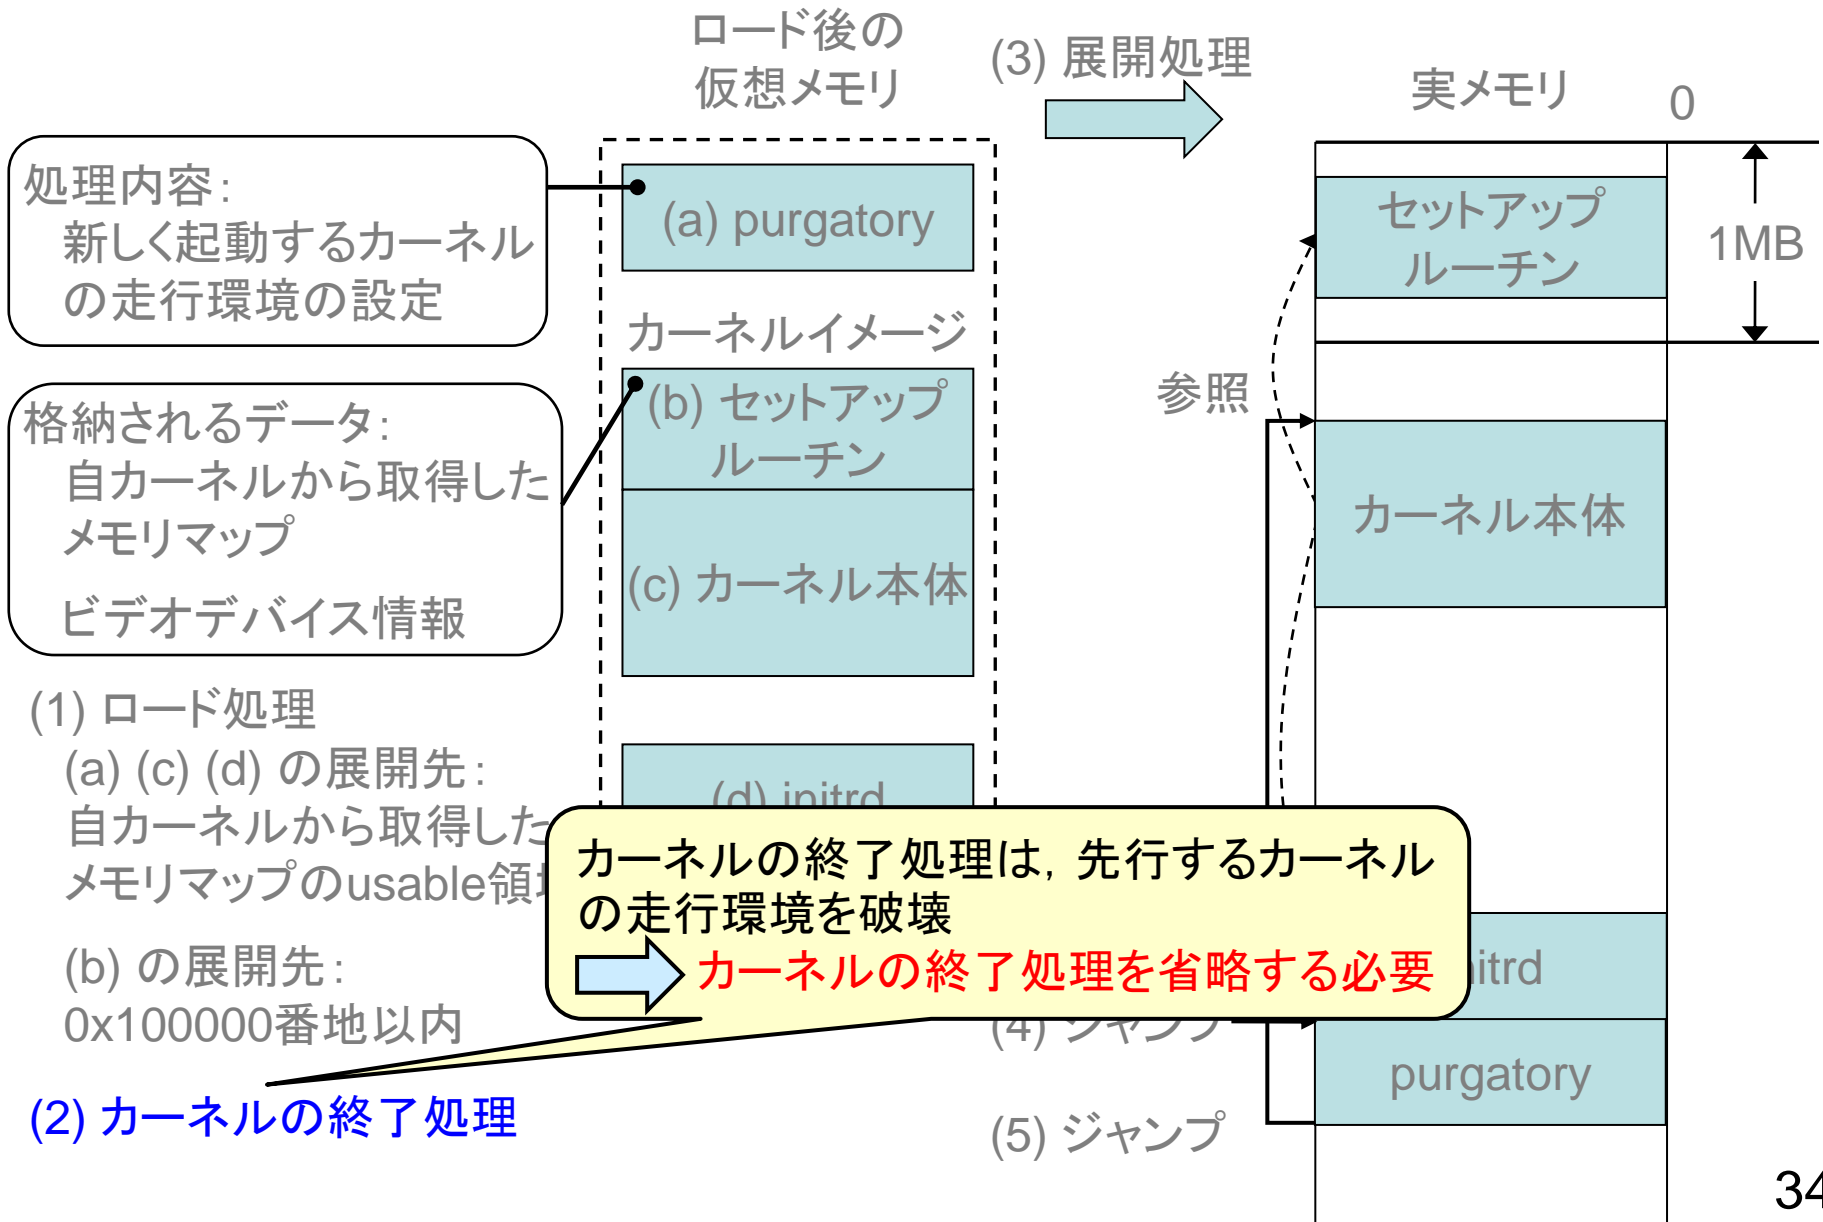 ロード後の
仮想メモリ
(3) 展開処理
実メモリ
0
処理内容：
新しく起動するカーネル
の走行環境の設定
(a) purgatory
セットアップ
ルーチン
1MB
カーネルイメージ
格納されるデータ：
自カーネルから取得した
メモリマップ
ビデオデバイス情報
(b) セットアップ
ルーチン
参照
(c) カーネル本体
カーネル本体
(1) ロード処理
(a) (c) (d) の展開先：
自カーネルから取得した
メモリマップのusable領
(d) initrd
カーネルの終了処理は，先行するカーネル
の走行環境を破壊
カーネルの終了処理を省略する必要
(b) の展開先：
0x100000番地以内
itrd
(4) ジャンプ
purgatory
(2) カーネルの終了処理
(5) ジャンプ
34